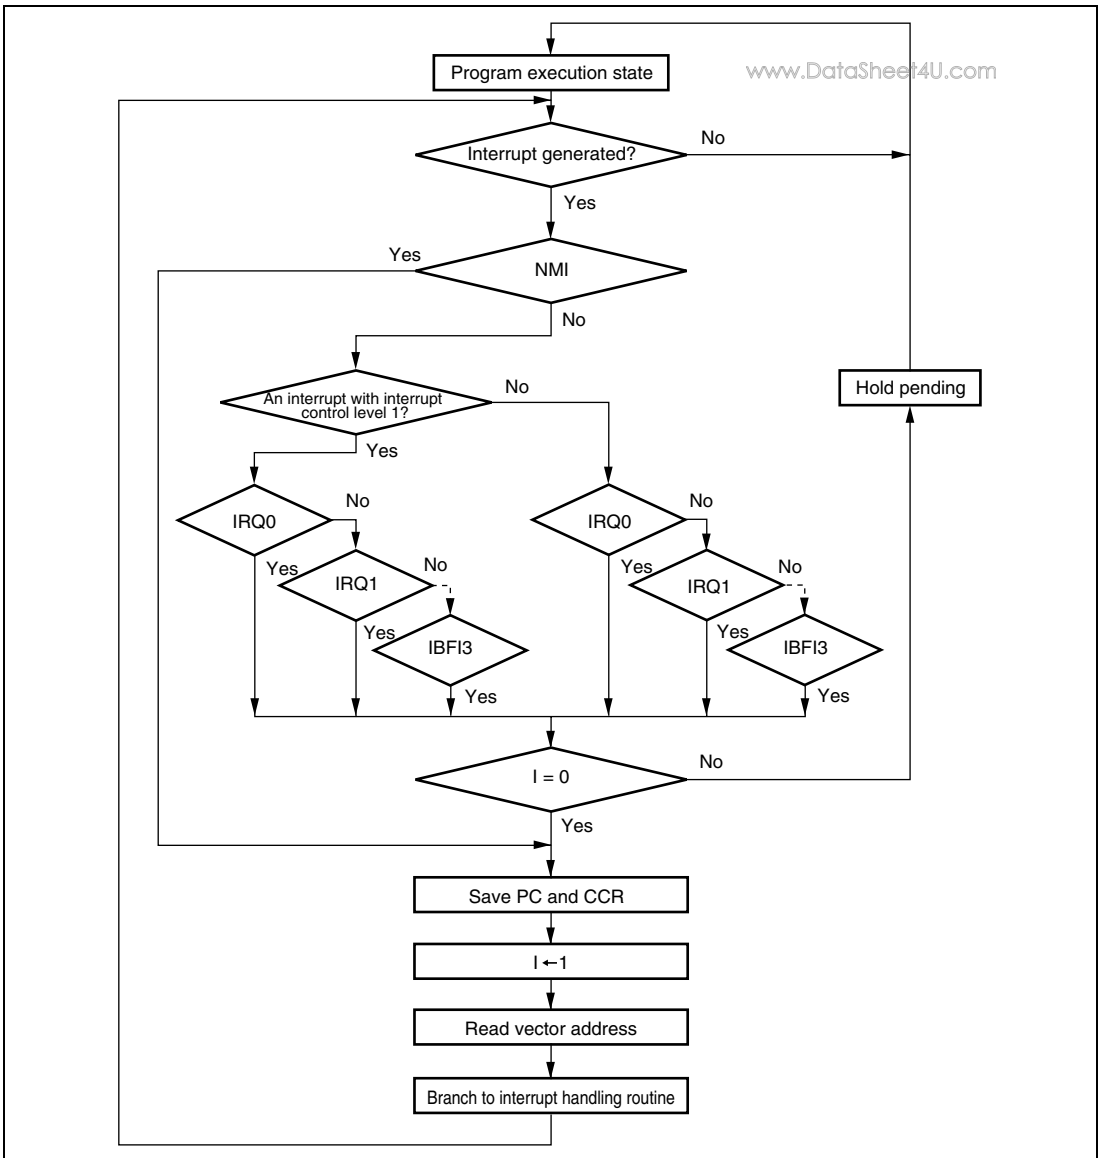 Program execution state
www.DataSheet4U.com
No
Interrupt generated?
Yes
Yes
NMI
No
Hold pending
No
An interrupt with interrupt
control level 1?
Yes
No
No
IRQ0
IRQ0
Yes
No
Yes
No
IRQ1
IRQ1
Yes
Yes
IBFI3
IBFI3
Yes
Yes
No
I = 0
Yes
Save PC and CCR
I ←1
Read vector address
Branch to interrupt handling routine